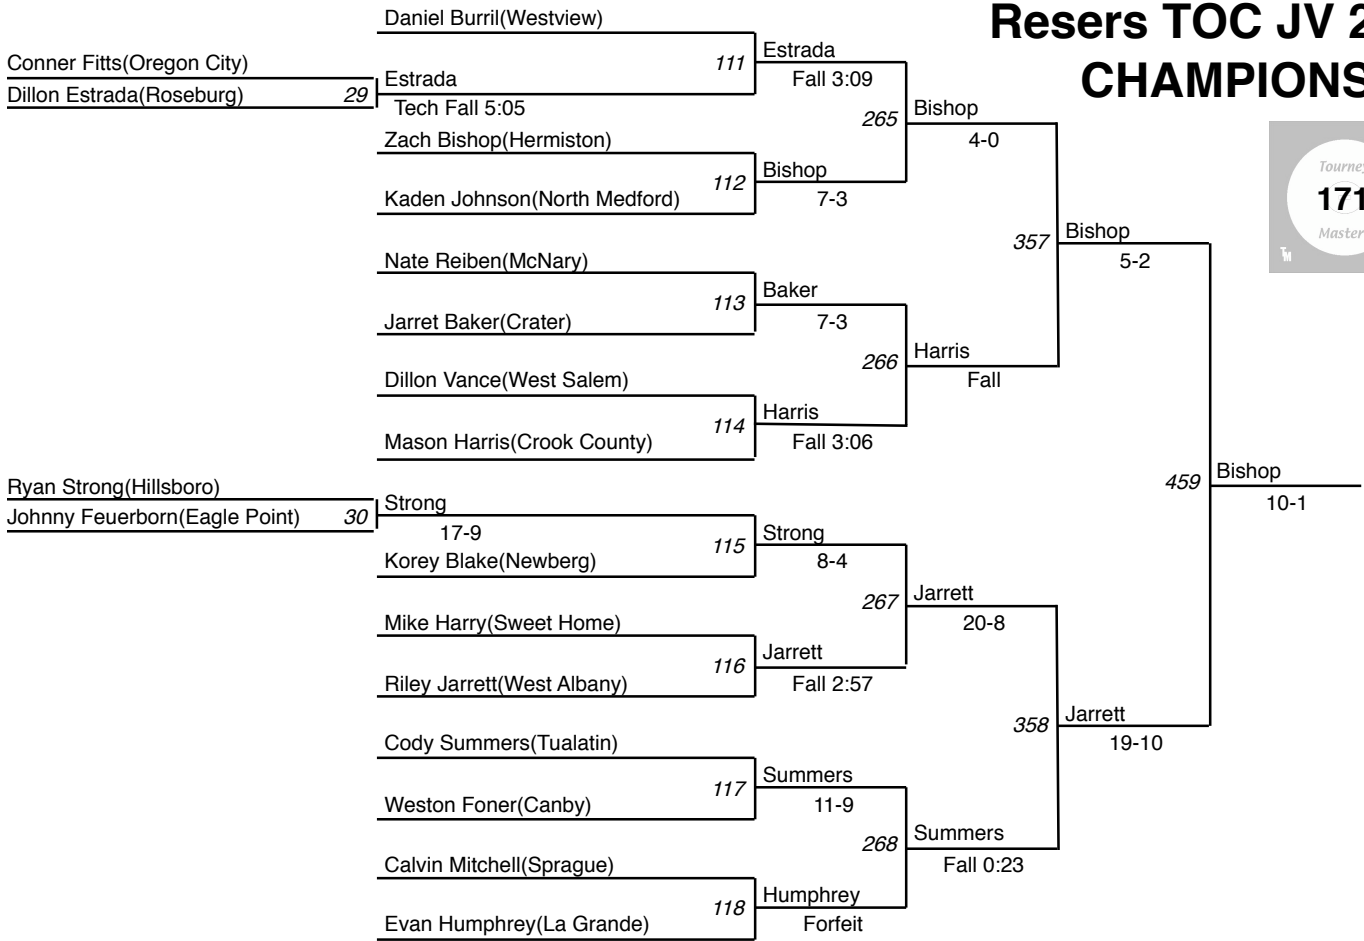 Resers TOC JV 2
CHAMPIONS
Tourney
171
Master
TM
Daniel Burril(Westview)
Conner Fitts(Oregon City)
Dillon Estrada(Roseburg) 29
Estrada
Tech Fall 5:05
111
Estrada
Fall 3:09
Zach Bishop(Hermiston)
Kaden Johnson(North Medford)
112
Bishop
7-3
265
Bishop
4-0
Nate Reiben(McNary)
Jarret Baker(Crater)
113
Baker
7-3
Dillon Vance(West Salem)
Mason Harris(Crook County)
114
Harris
Fall 3:06
266
Harris
Fall
357
Bishop
5-2
Ryan Strong(Hillsboro)
Johnny Feuerborn(Eagle Point) 30
Strong
17-9
Korey Blake(Newberg)
115
Strong
8-4
Mike Harry(Sweet Home)
Riley Jarrett(West Albany)
116
Jarrett
Fall 2:57
267
Jarrett
20-8
Cody Summers(Tualatin)
Weston Foner(Canby)
117
Summers
11-9
Calvin Mitchell(Sprague)
Evan Humphrey(La Grande)
118
Humphrey
Forfeit
268
Summers
Fall 0:23
358
Jarrett
19-10
459
Bishop
10-1